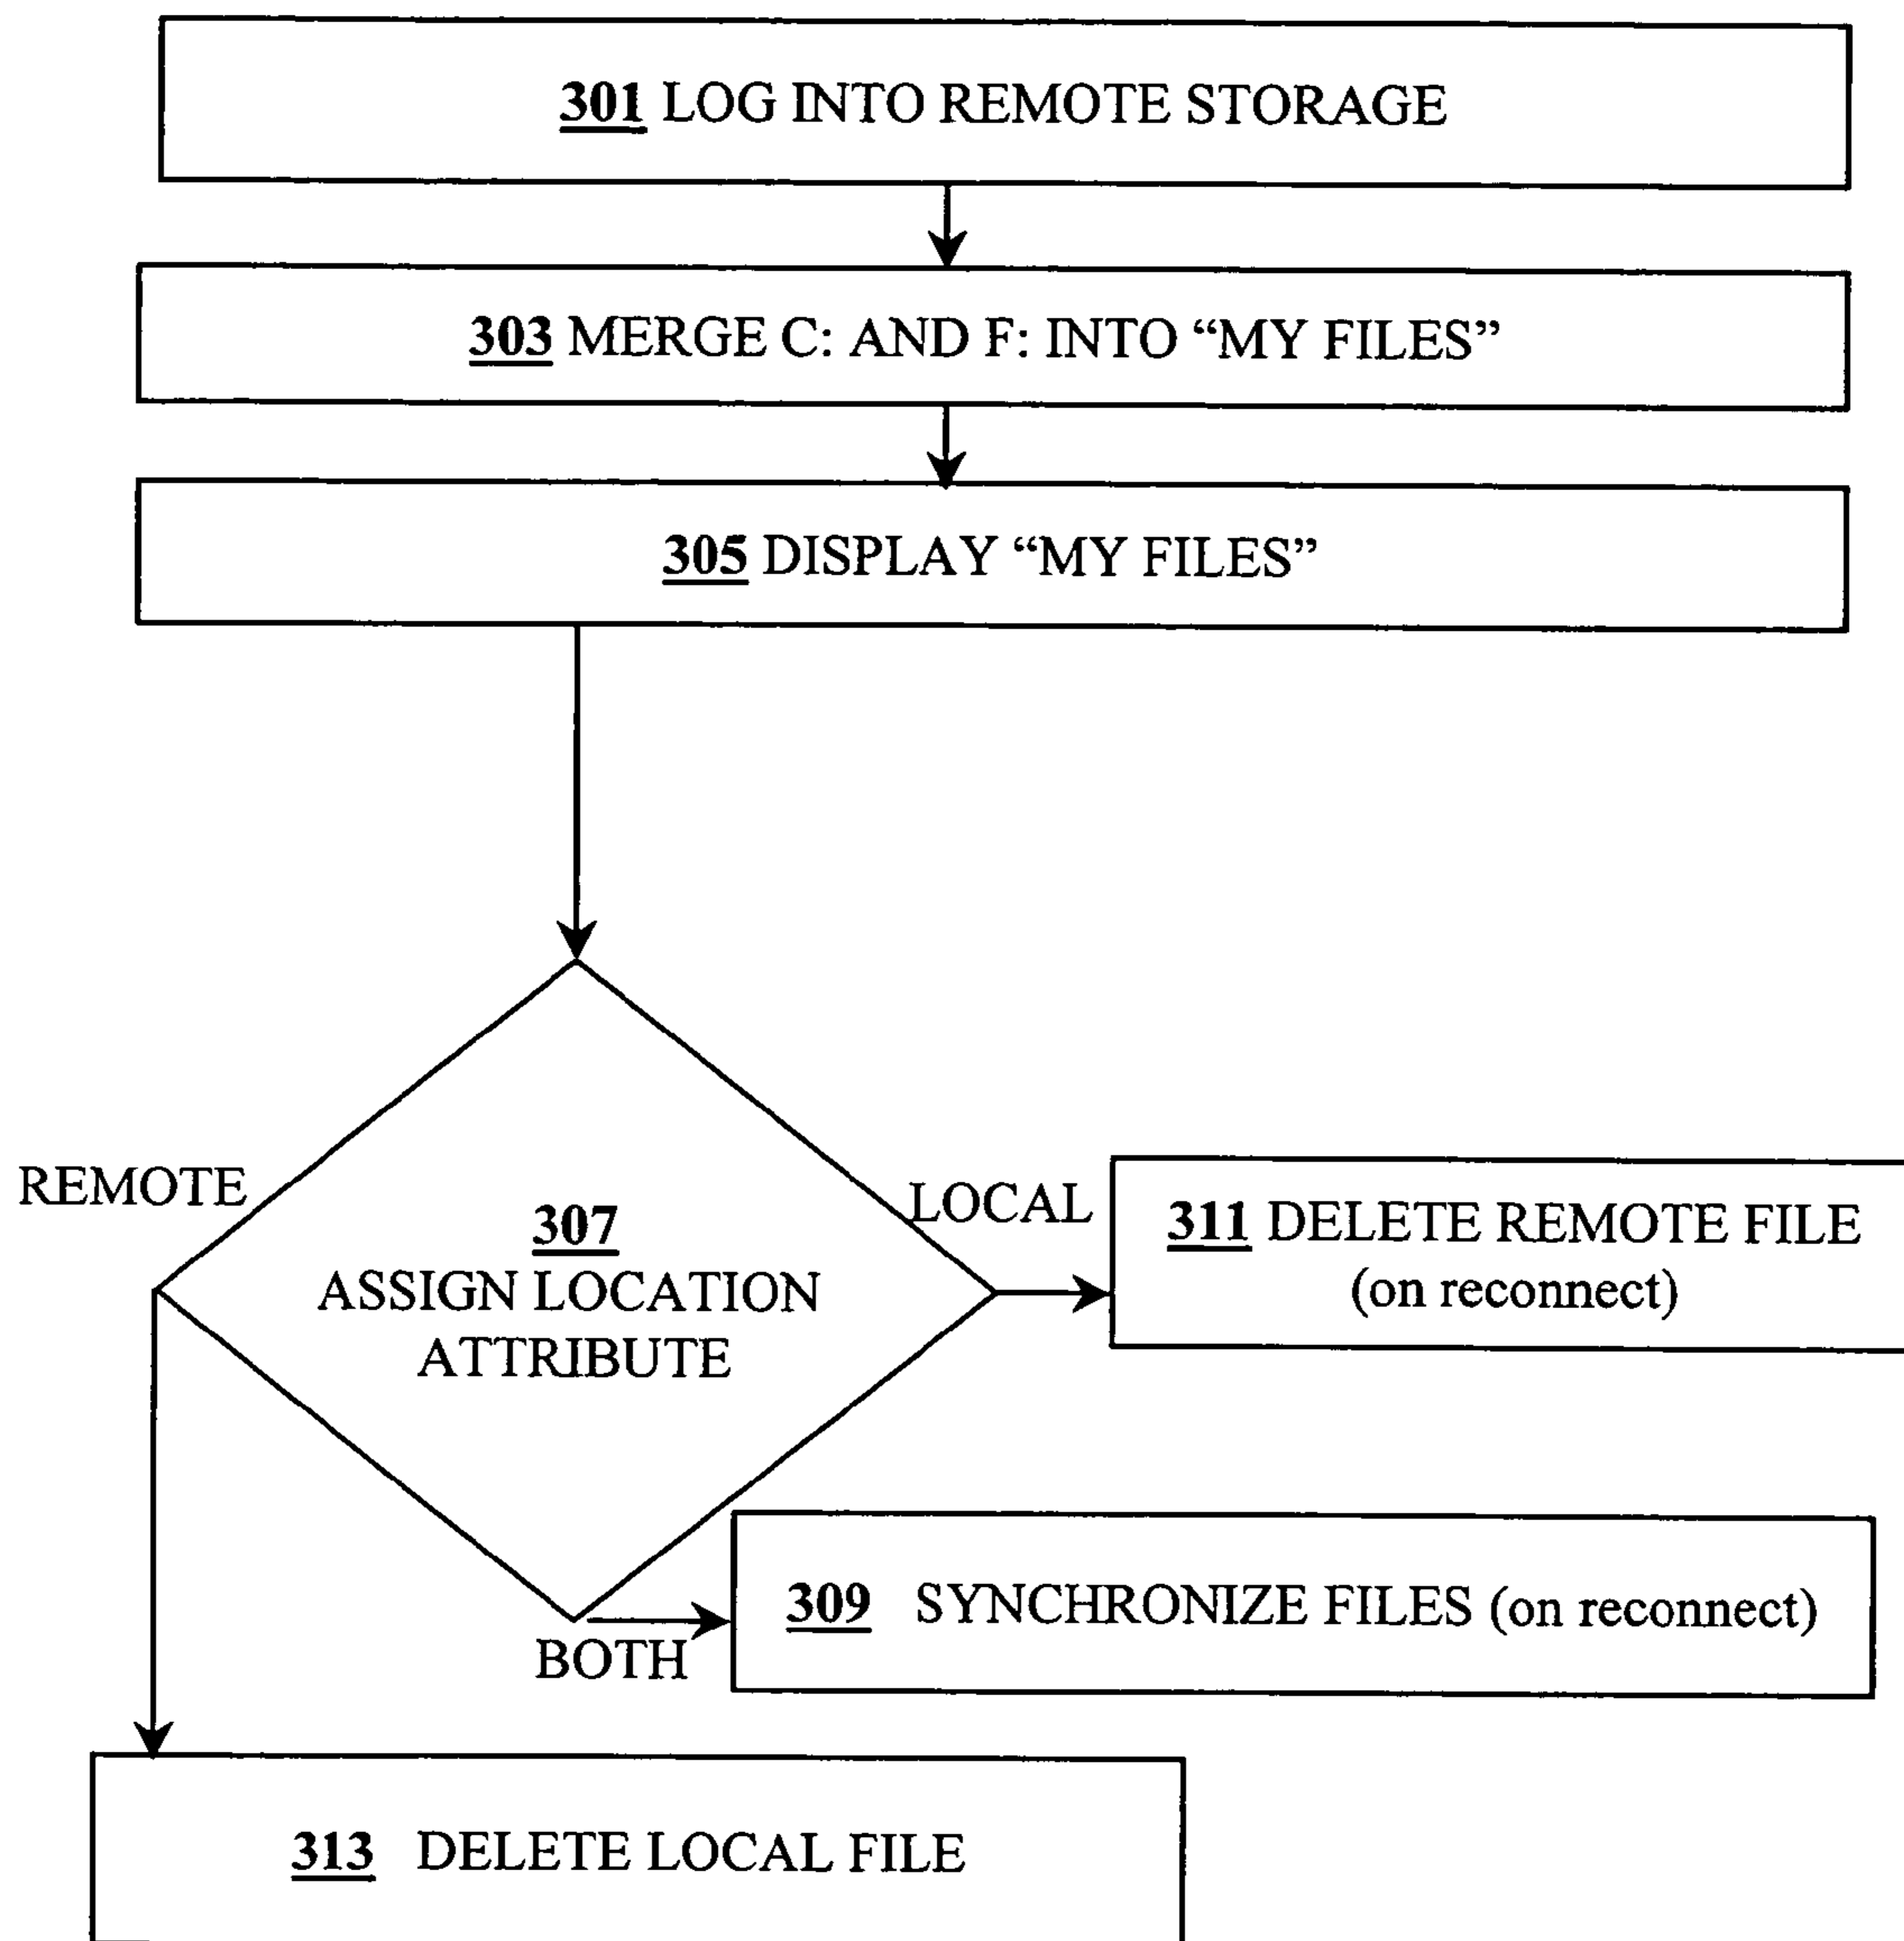 301 LOG INTO REMOTE STORAGE
303 MERGE C: AND F: INTO “MY FILES”
305 DISPLAY “MY FILES”
REMOTE
307
ASSIGN LOCATION
ATTRIBUTE
LOCAL
311 DELETE REMOTE FILE
(on reconnect)
BOTH
309 SYNCHRONIZE FILES (on reconnect)
313 DELETE LOCAL FILE